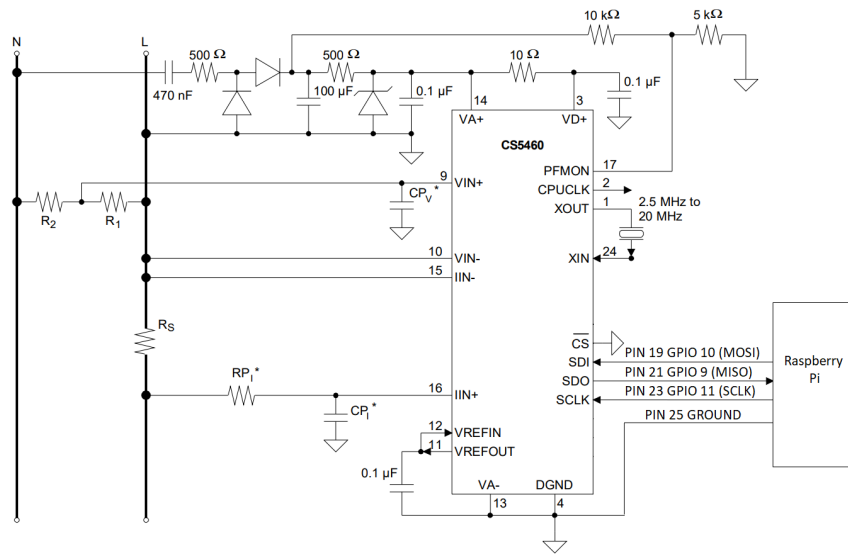 N
L
500 Ω
470 nF
500 Ω
100 µF
0.1 µF
10 kΩ
5 kΩ
10 Ω
0.1 µF
14
VA+
3
VD+
CS5460
17
PFMON
2
CPUCLK
1
XOUT
2.5 MHz to
20 MHz
24
XIN
9
VIN+
CPV*
R2
R1
10
VIN-
15
IIN-
RS
RPI*
16
IIN+
CPI*
12
VREFIN
11
VREFOUT
0.1 µF
CS
SDI
SDO
SCLK
PIN 19 GPIO 10 (MOSI)
PIN 21 GPIO 9 (MISO)
PIN 23 GPIO 11 (SCLK)
PIN 25 GROUND
Raspberry
Pi
VA-
13
DGND
4